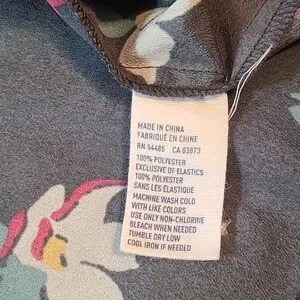 MADE IN CHINA
FABRIQUÉ EN CHINE
RN 54485 CA 03873
100% POLYESTER
EXCLUSIVE OF ELASTICS
100% POLYESTER
SANS LES ÉLASTIQUE
MACHINE WASH COLD
WITH LIKE COLORS
USE ONLY NON-CHLORINE
BLEACH WHEN NEEDED
TUMBLE DRY LOW
COOL IRON IF NEEDED